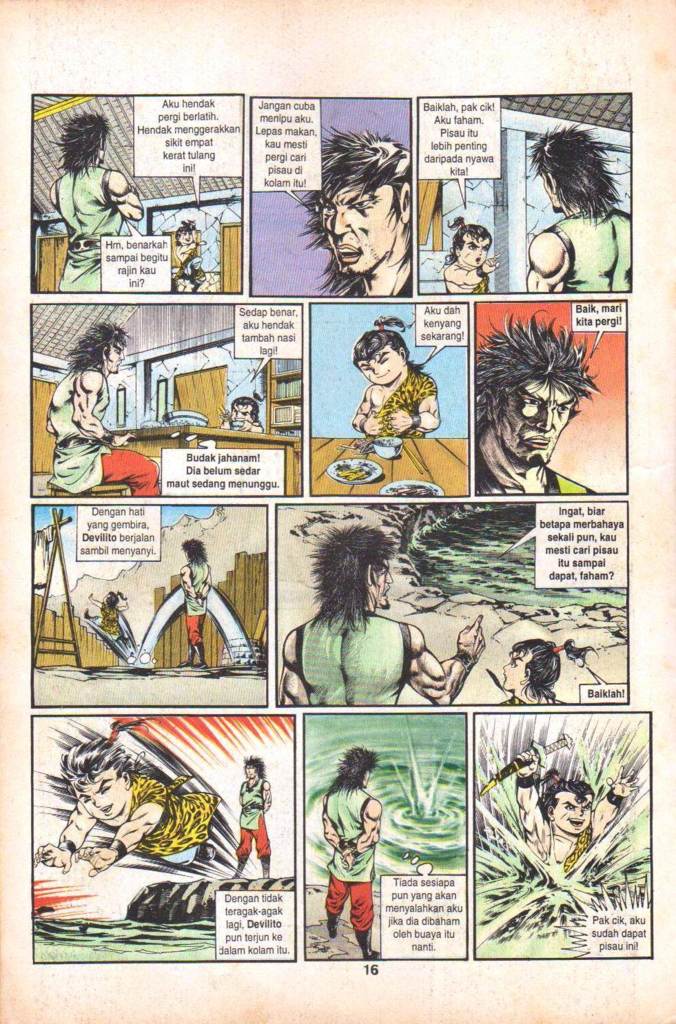 Aku hendak
pergi berlatih.
Hendak menggerakkan
sikit empat
kerat tulang
ini!
Hm, benarkah
sampai begitu
rajin kau
ini?
Jangan cuba
menipu aku.
Lepas makan,
kau mesti
pergi cari
pisau di
kolam itu!
Baiklah, pak cik!
Aku faham.
Pisau itu
lebih penting
daripada nyawa
kita!
Sedap benar,
aku hendak
tambah nasi
lagi!
Budak jahanam!
Dia belum sedar
maut sedang menunggu.
Aku dah
kenyang
sekarang!
Baik, mari
kita pergi!
Dengan hati
yang gembira,
Devilito berjalan
sambil menyanyi.
Ingat, biar
betapa merbahaya
sekali pun, kau
mesti cari pisau
itu sampai
dapat, faham?
Baiklah!
Dengan tidak
teragak-agak
lagi, Devilito
pun terjun ke
dalam kolam itu.
Tiada sesiapa
pun yang akan
menyalahkan aku
jika dia dibaham
oleh buaya itu
nanti.
Pak cik, aku
sudah dapat
pisau ini!
16